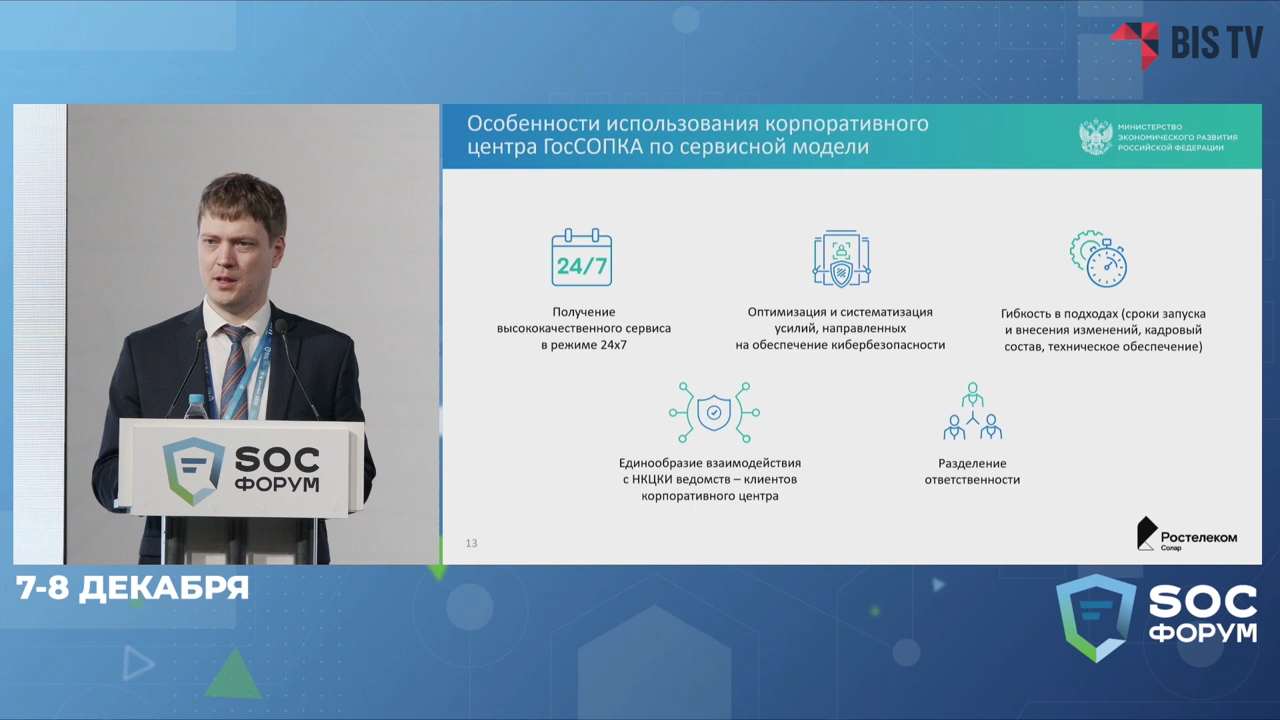 BIS TV
Особенности использования корпоративного
центра ГосСОПКА по сервисной модели
МИНИСТЕРСТВО
ЭКОНОМИЧЕСКОГО РАЗВИТИЯ
РОССИЙСКОЙ ФЕДЕРАЦИИ
24/7
Получение
высококачественного сервиса
в режиме 24х7
Оптимизация и систематизация
усилий, направленных
на обеспечение кибербезопасности
Гибкость в подходах (сроки запуска
и внесения изменений, кадровый
состав, техническое обеспечение)
Единообразие взаимодействия
с НКЦКИ ведомств – клиентов
корпоративного центра
Разделение
ответственности
13
Ростелеком
Солар
SOC
ФОРУМ
7-8 ДЕКАБРЯ
SOC
ФОРУМ